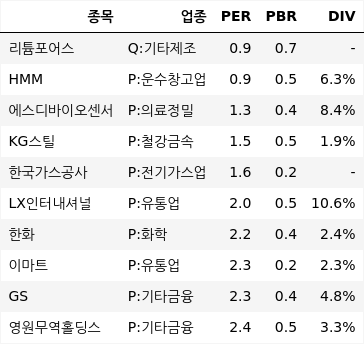 종목 업종 PER PBR DIV
리튬포어스 Q:기타제조 0.9 0.7 -
HMM P:운수창고업 0.9 0.9 6.3%
에스디바이오센서 P:의료정밀 1.3 0.4 8.4%
KG스틸 P:철강금속 1.5 0.5 1.9%
한국가스공사 P:전기가스업 1.6 0.2 -
LX인터내셔널 P:유통업 2.0 0.5 10.6%
한화 P:화학 2.2 0.4 2.4%
이마트 P:유통업 2.3 0.2 2.3%
GS P:기타금융 2.3 0.4 4.8%
영원무역홀딩스 P:기타금융 2.4 0.5 3.3%